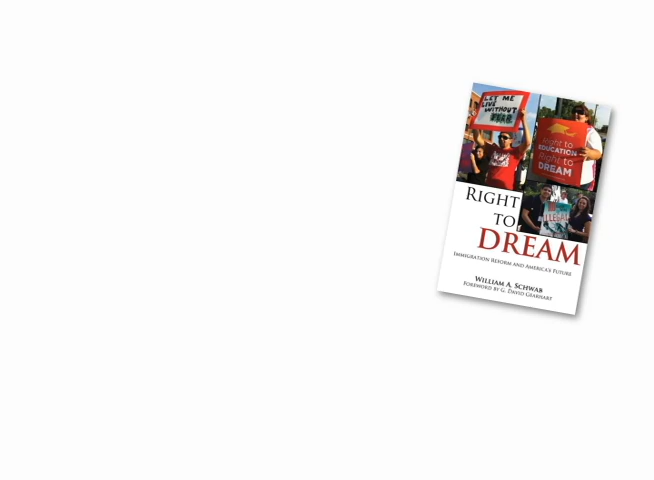 LET ME
LIVE
WITHOUT
FEAR
Right to
EDUCATION
Right to
DREAM
RIGHT
TO
DREAM
IMMIGRATION REFORM AND AMERICA'S FUTURE
WILLIAM A. SCHWAB
FOREWORD BY G. DAVID GEARHART